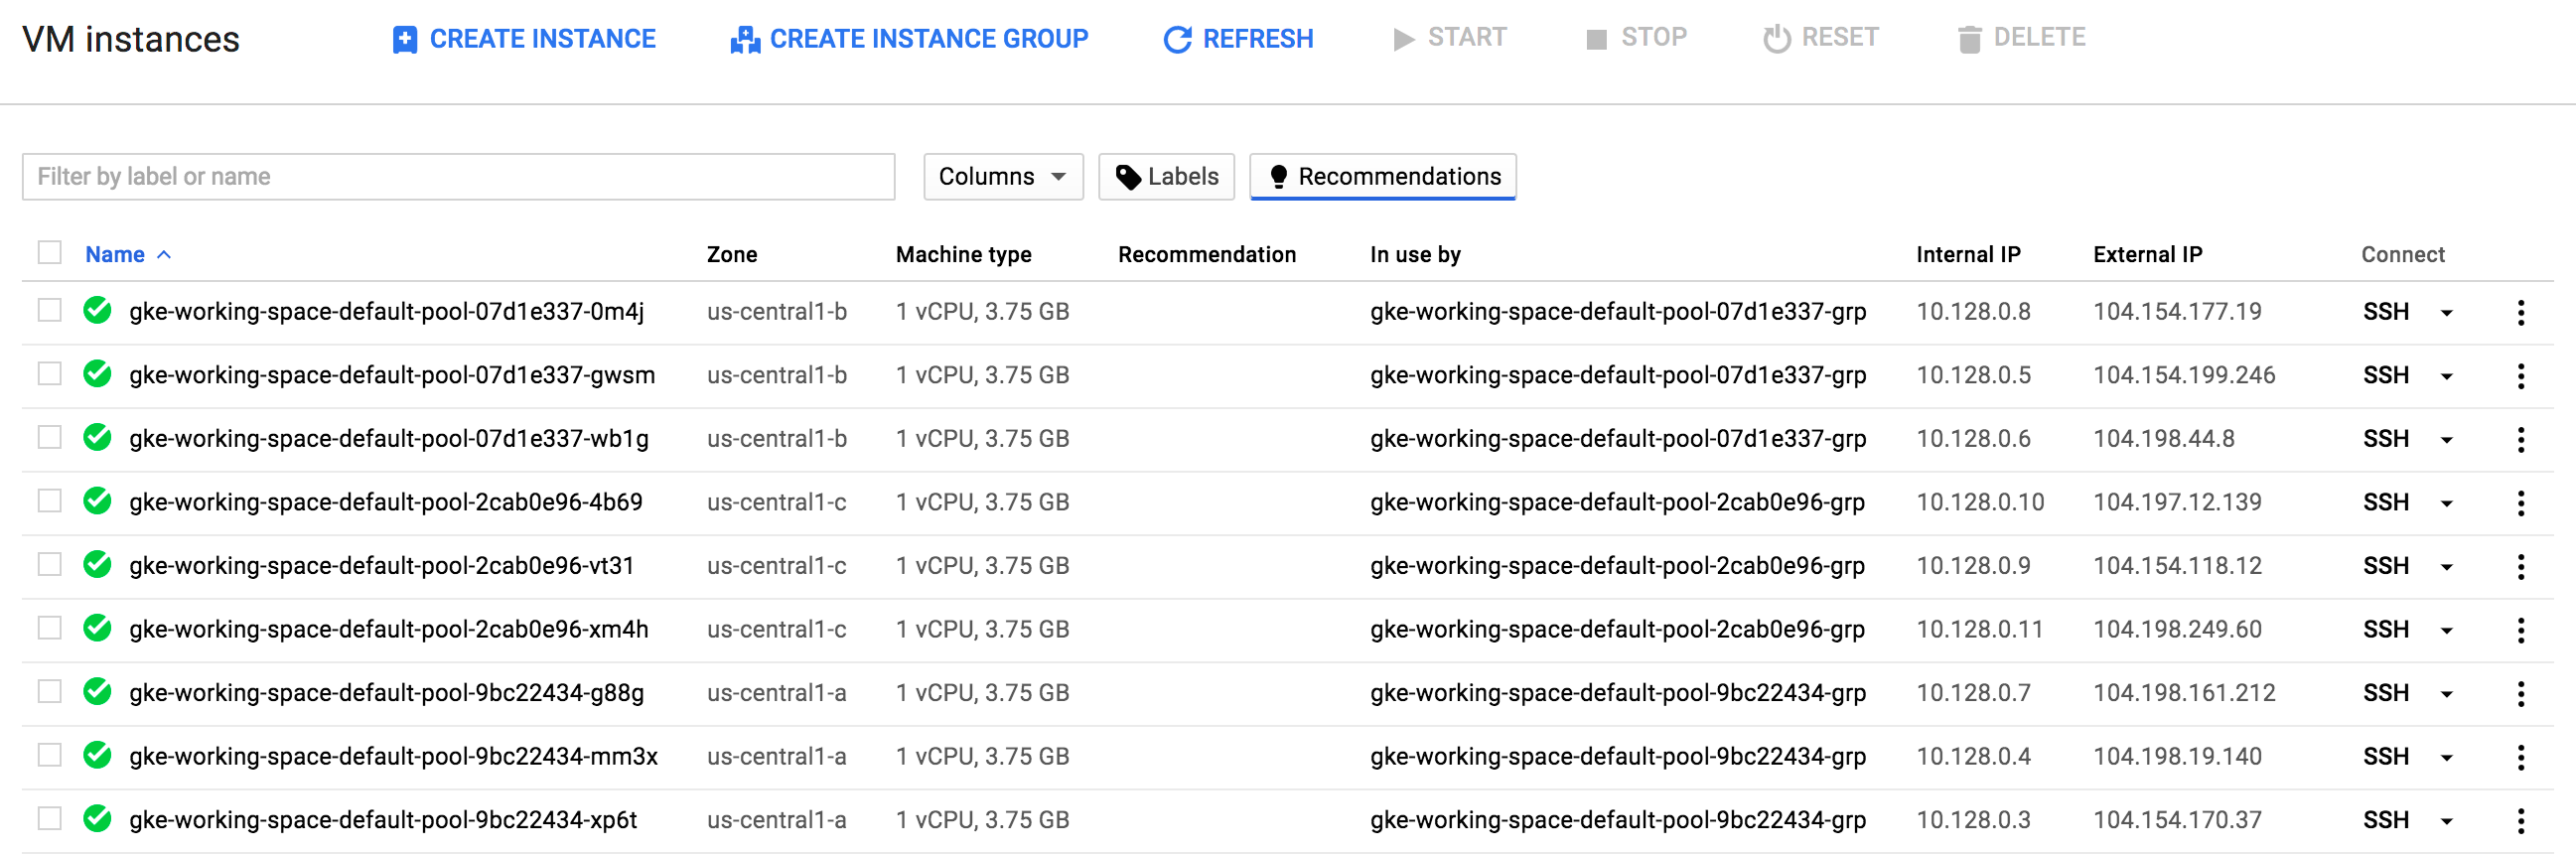 VM instances CREATE INSTANCE CREATE INSTANCE GROUP REFRESH START STOP RESET DELETE
Filter by label or name Columns Labels Recommendations
Name Zone Machine type Recommendation In use by Internal IP External IP Connect
gke-working-space-default-pool-07d1e337-0m4j us-central1-b 1 vCPU, 3.75 GB gke-working-space-default-pool-07d1e337-grp 10.128.0.8 104.154.177.19 SSH
gke-working-space-default-pool-07d1e337-gwsm us-central1-b 1 vCPU, 3.75 GB gke-working-space-default-pool-07d1e337-grp 10.128.0.5 104.154.199.246 SSH
gke-working-space-default-pool-07d1e337-wb1g us-central1-b 1 vCPU, 3.75 GB gke-working-space-default-pool-07d1e337-grp 10.128.0.6 104.198.44.8 SSH
gke-working-space-default-pool-2cab0e96-4b69 us-central1-c 1 vCPU, 3.75 GB gke-working-space-default-pool-2cab0e96-grp 10.128.0.10 104.197.12.139 SSH
gke-working-space-default-pool-2cab0e96-vt31 us-central1-c 1 vCPU, 3.75 GB gke-working-space-default-pool-2cab0e96-grp 10.128.0.9 104.154.118.12 SSH
gke-working-space-default-pool-2cab0e96-xm4h us-central1-c 1 vCPU, 3.75 GB gke-working-space-default-pool-2cab0e96-grp 10.128.0.11 104.198.249.60 SSH
gke-working-space-default-pool-9bc22434-g88g us-central1-a 1 vCPU, 3.75 GB gke-working-space-default-pool-9bc22434-grp 10.128.0.7 104.198.161.212 SSH
gke-working-space-default-pool-9bc22434-mm3x us-central1-a 1 vCPU, 3.75 GB gke-working-space-default-pool-9bc22434-grp 10.128.0.4 104.198.19.140 SSH
gke-working-space-default-pool-9bc22434-xp6t us-central1-a 1 vCPU, 3.75 GB gke-working-space-default-pool-9bc22434-grp 10.128.0.3 104.154.170.37 SSH